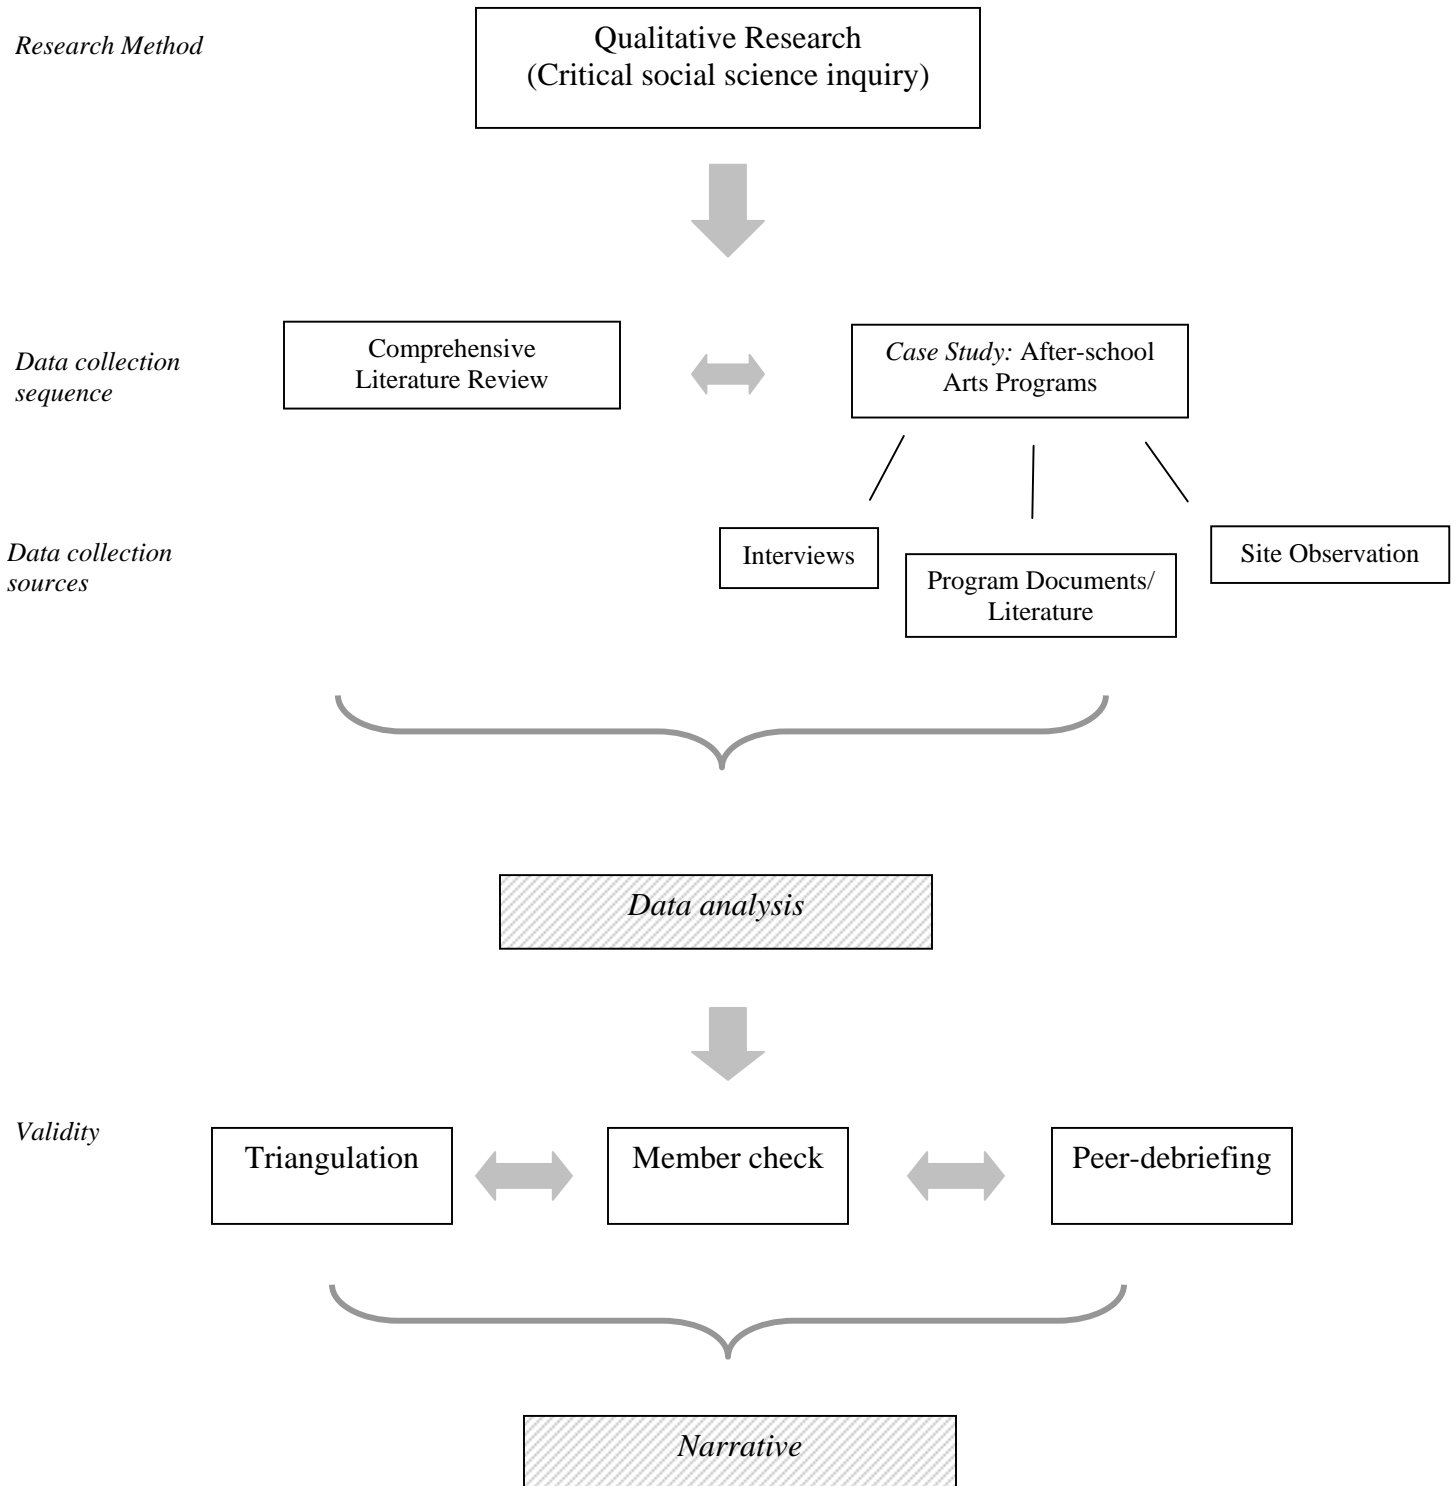 Research Method
Qualitative Research
(Critical social science inquiry)
Data collection
sequence
Comprehensive
Literature Review
Case Study: After-school
Arts Programs
Data collection
sources
Interviews
Program Documents/
Literature
Site Observation
Data analysis
Validity
Triangulation
Member check
Peer-debriefing
Narrative